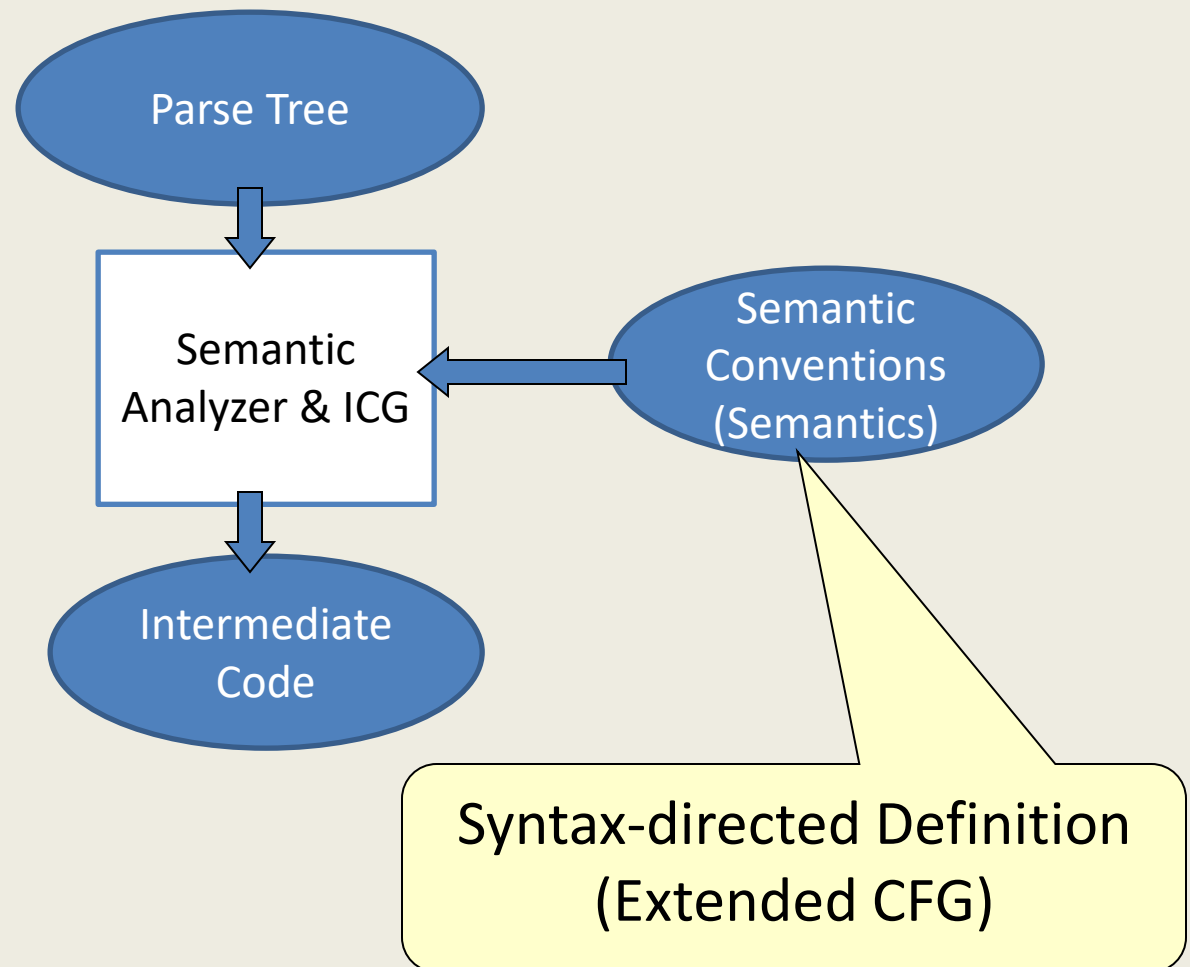 Parse Tree
Semantic
Analyzer & ICG
Semantic
Conventions
(Semantics)
Intermediate
Code
Syntax-directed Definition
(Extended CFG)